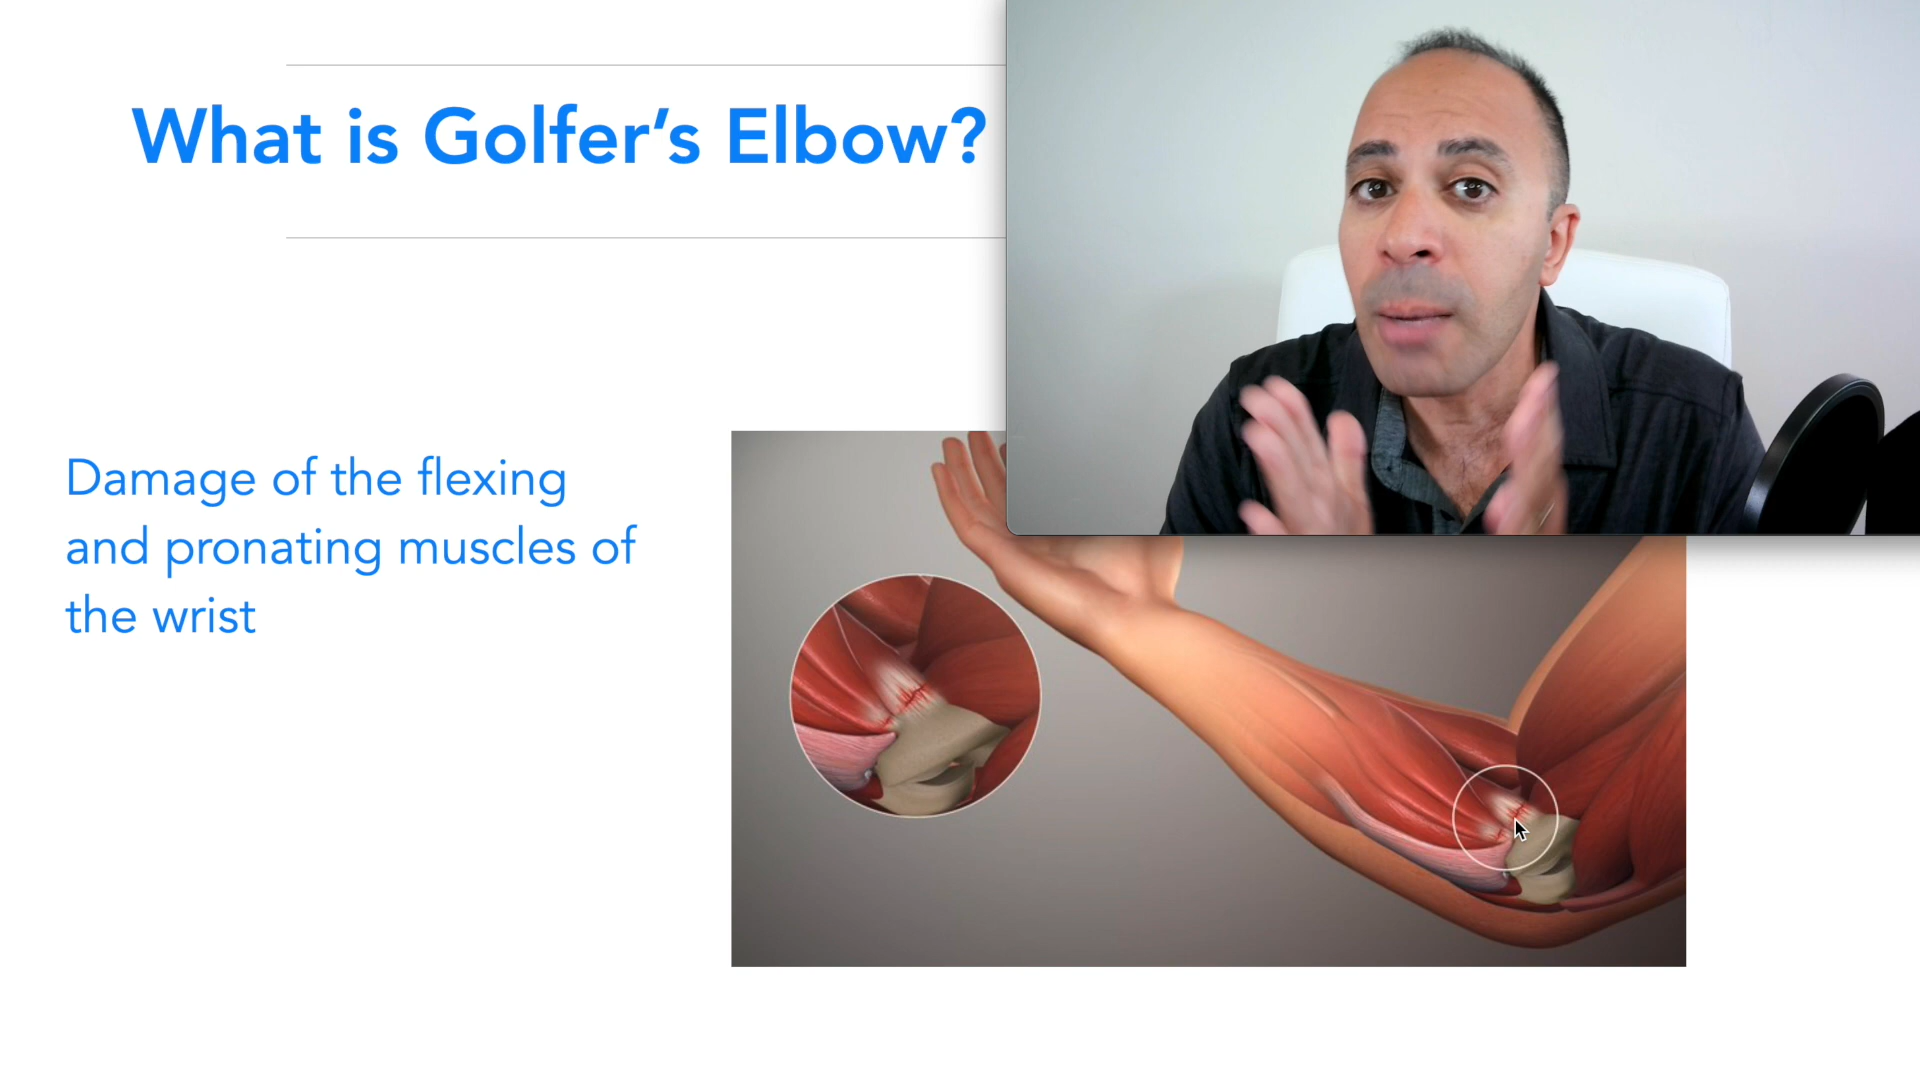 What is Golfer’s Elbow?
Damage of the flexing
and pronating muscles of
the wrist